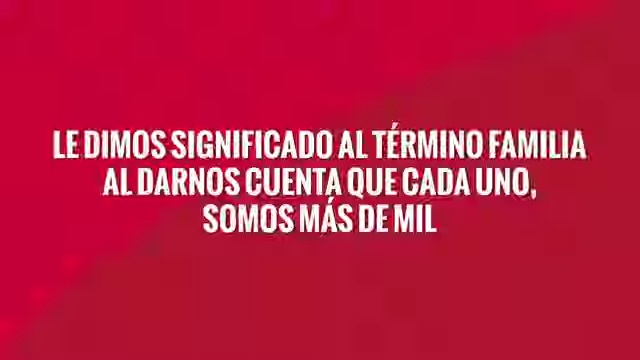 LE DIMOS SIGNIFICADO AL TÉRMINO FAMILIA
AL DARNOS CUENTA QUE CADA UNO,
SOMOS MÁS DE MIL